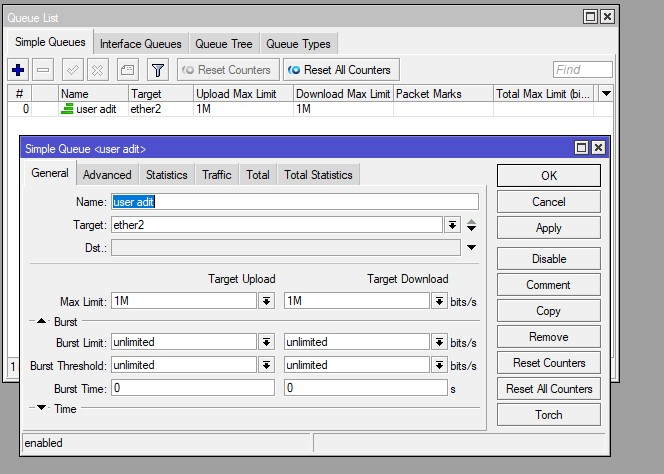 Queue List
Simple Queues Interface Queues Queue Tree Queue Types
Reset Counters Reset All Counters Find
# Name Target Upload Max Limit Download Max Limit Packet Marks Total Max Limit (bi...
0 user adit ether2 1M 1M
Simple Queue <user adit>
General Advanced Statistics Traffic Total Total Statistics
Name: user adit
Target: ether2
Dst.:
Target Upload Target Download
Max Limit: 1M 1M bits/s
Burst
Burst Limit: unlimited unlimited bits/s
Burst Threshold: unlimited unlimited bits/s
Burst Time: 0 0 s
Time
OK
Cancel
Apply
Disable
Comment
Copy
Remove
Reset Counters
Reset All Counters
Torch
enabled
1